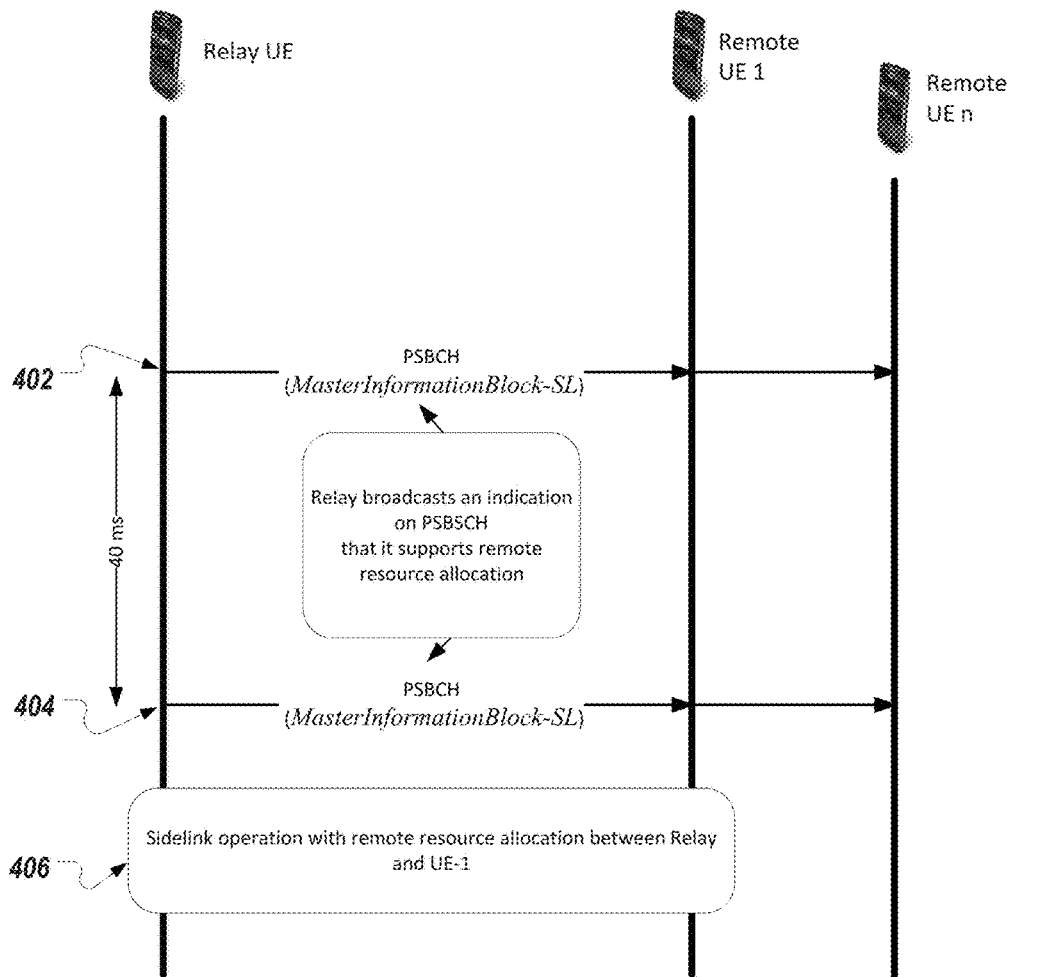 Relay UE
Remote
UE 1
Remote
UE n
402
PSBCH
(MasterInformationBlock-SL)
Relay broadcasts an indication
on PSBSCH
that it supports remote
resource allocation
40 ms
404
PSBCH
(MasterInformationBlock-SL)
406
Sidelink operation with remote resource allocation between Relay
and UE-1